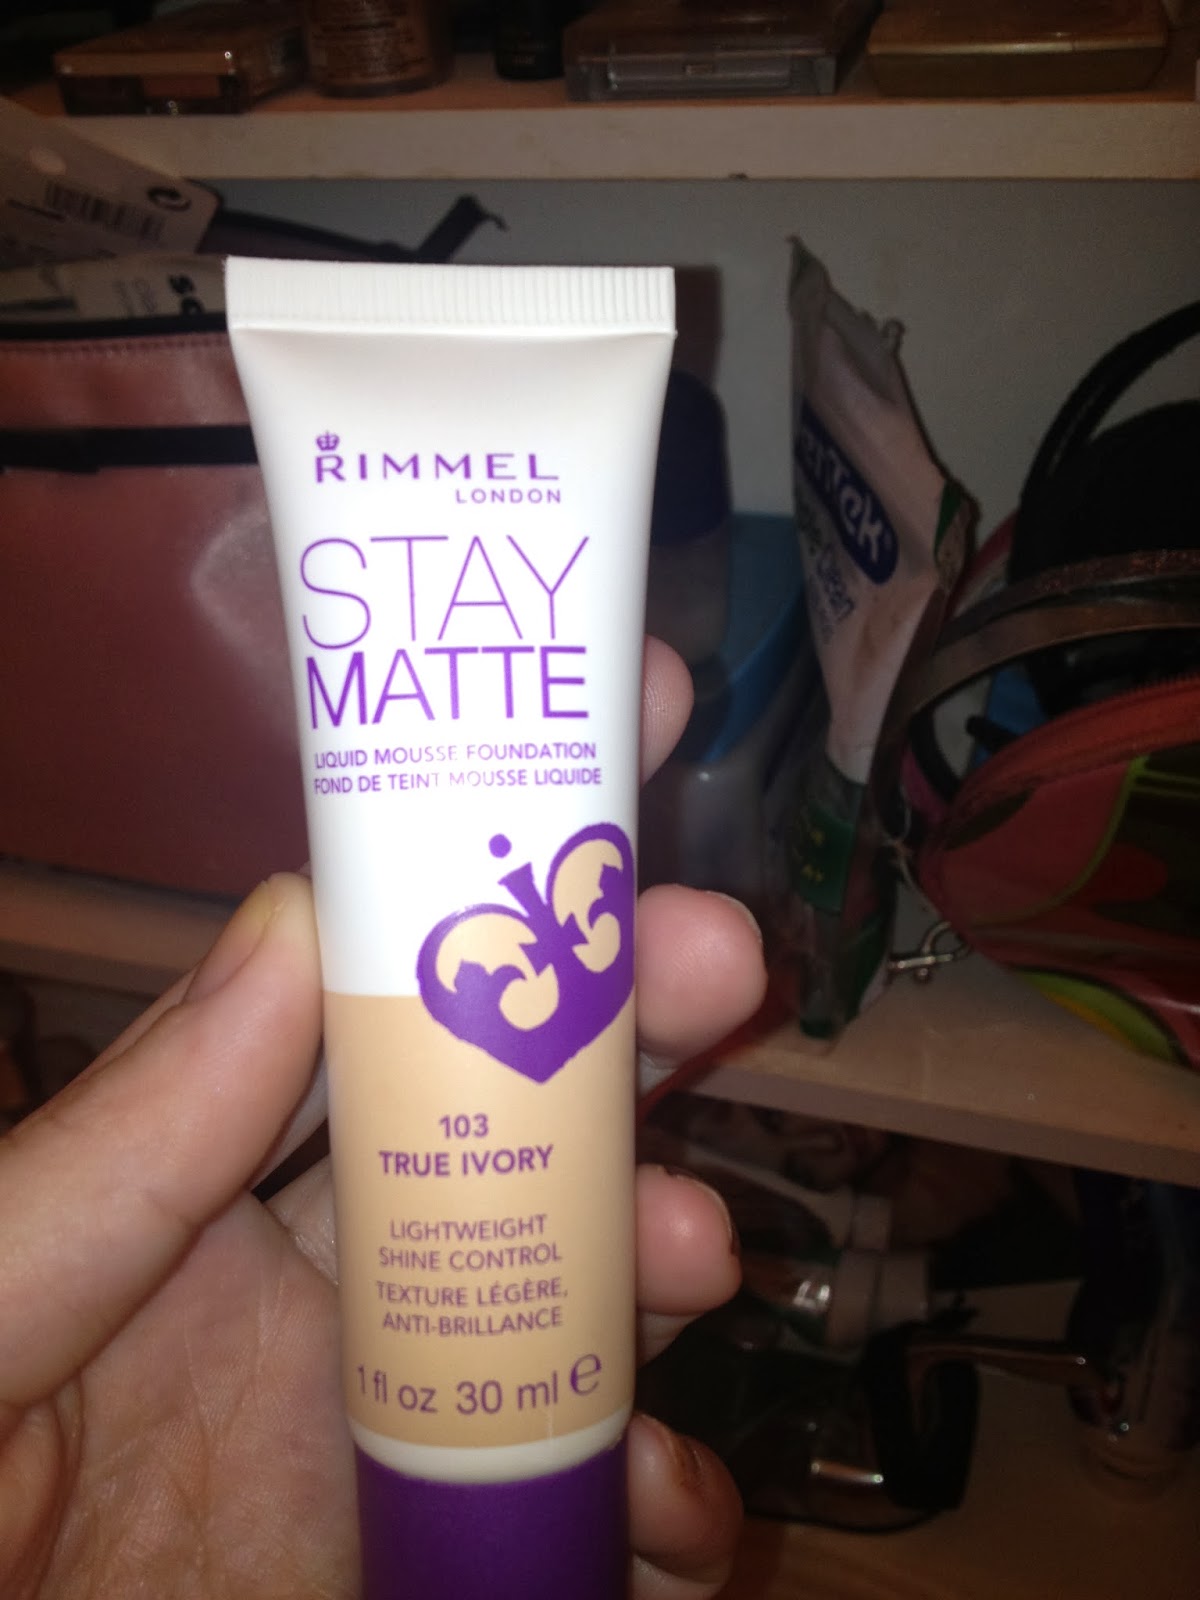 RIMMEL
LONDON
STAY
MATTE
LIQUID MOUSSE FOUNDATION
FOND DE TEINT MOUSSE LIQUIDE
103
TRUE IVORY
LIGHTWEIGHT
SHINE CONTROL
TEXTURE LÉGÈRE,
ANTI-BRILLANCE
1 fl oz 30 ml e